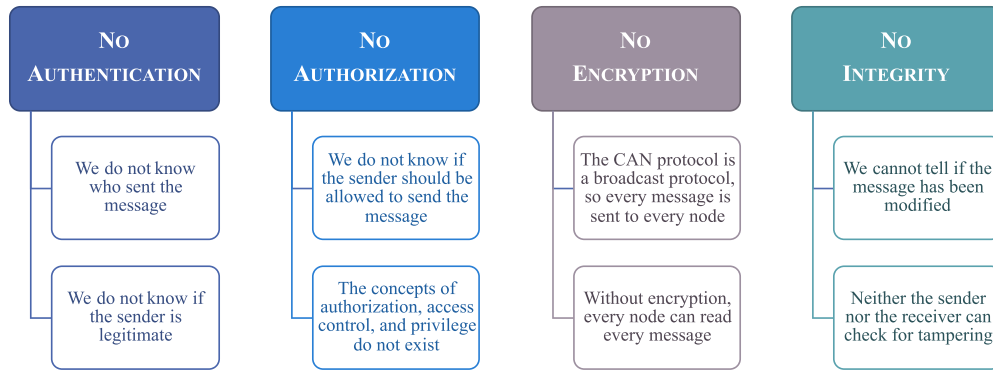 NO
AUTHENTICATION
We do not know
who sent the
message
We do not know if
the sender is
legitimate
NO
AUTHORIZATION
We do not know if
the sender should be
allowed to send the
message
The concepts of
authorization, access
control, and privilege
do not exist
NO
ENCRYPTION
The CAN protocol is
a broadcast protocol,
so every message is
sent to every node
Without encryption,
every node can read
every message
NO
INTEGRITY
We cannot tell if the
message has been
modified
Neither the sender
nor the receiver can
check for tampering